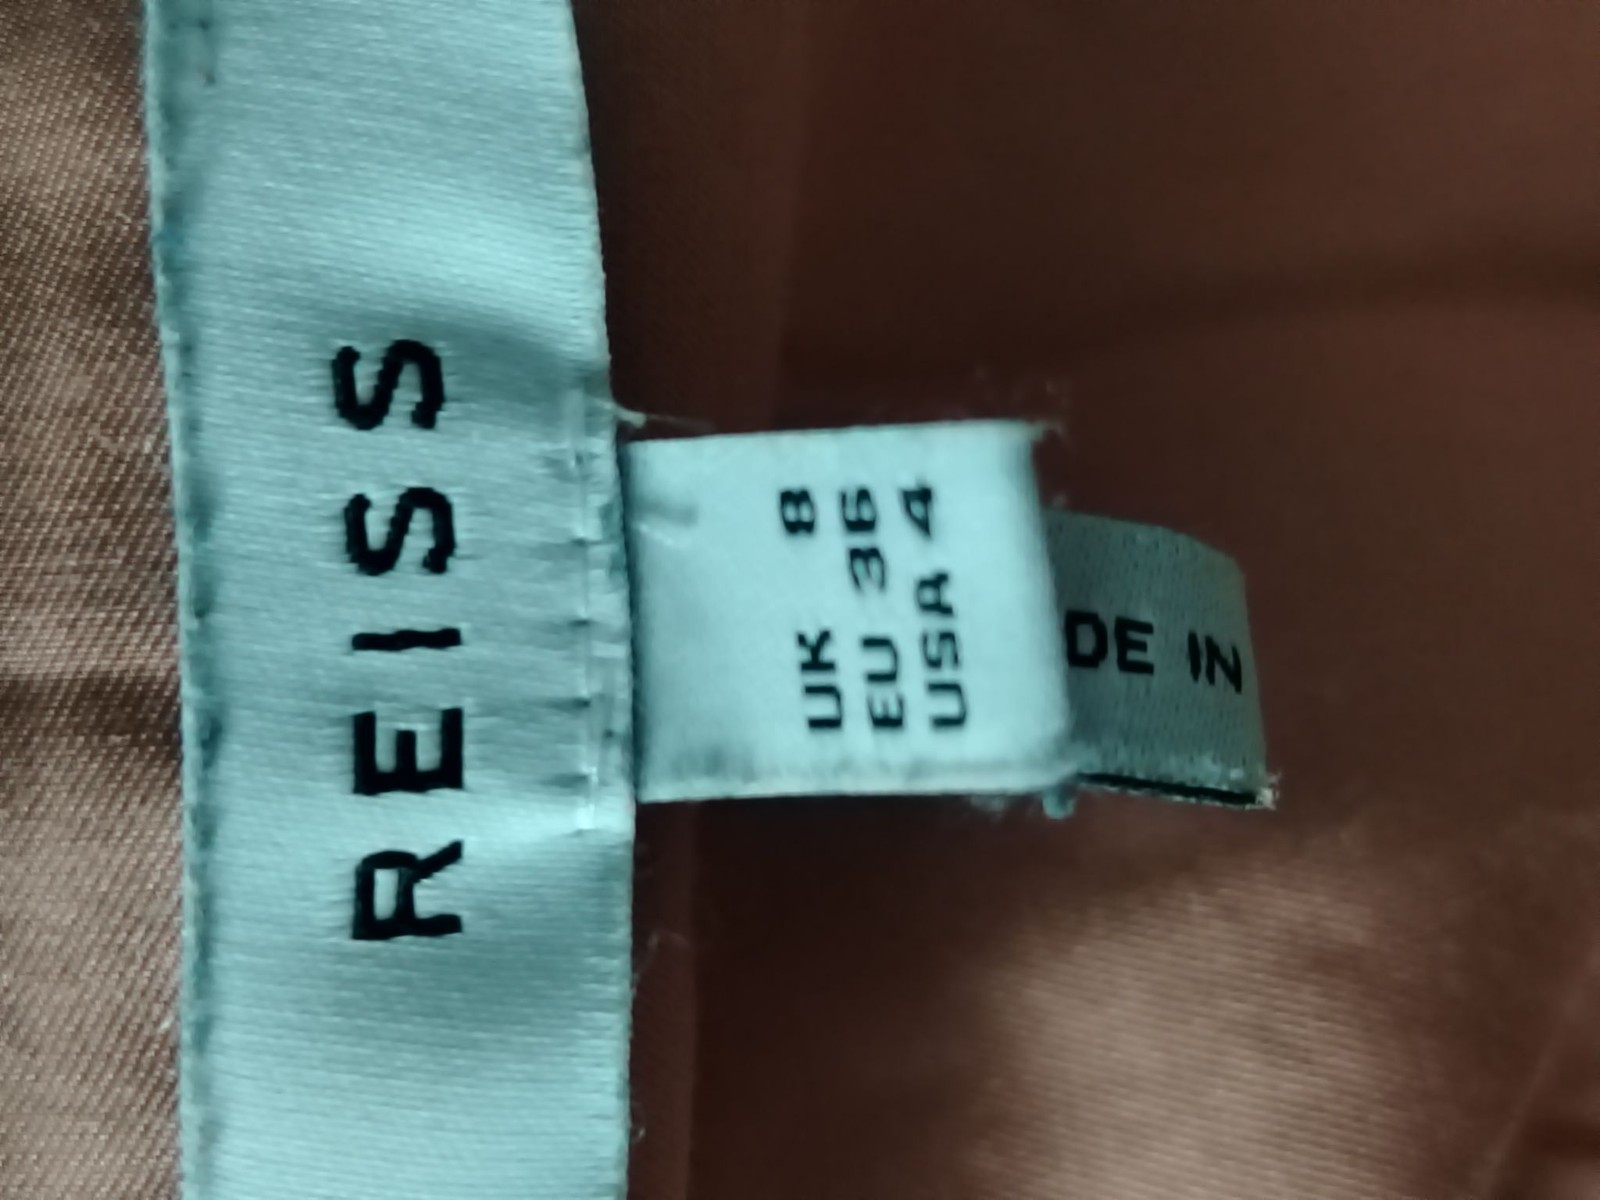 REISS
UK 8
EU 36
USA 4
DE IN